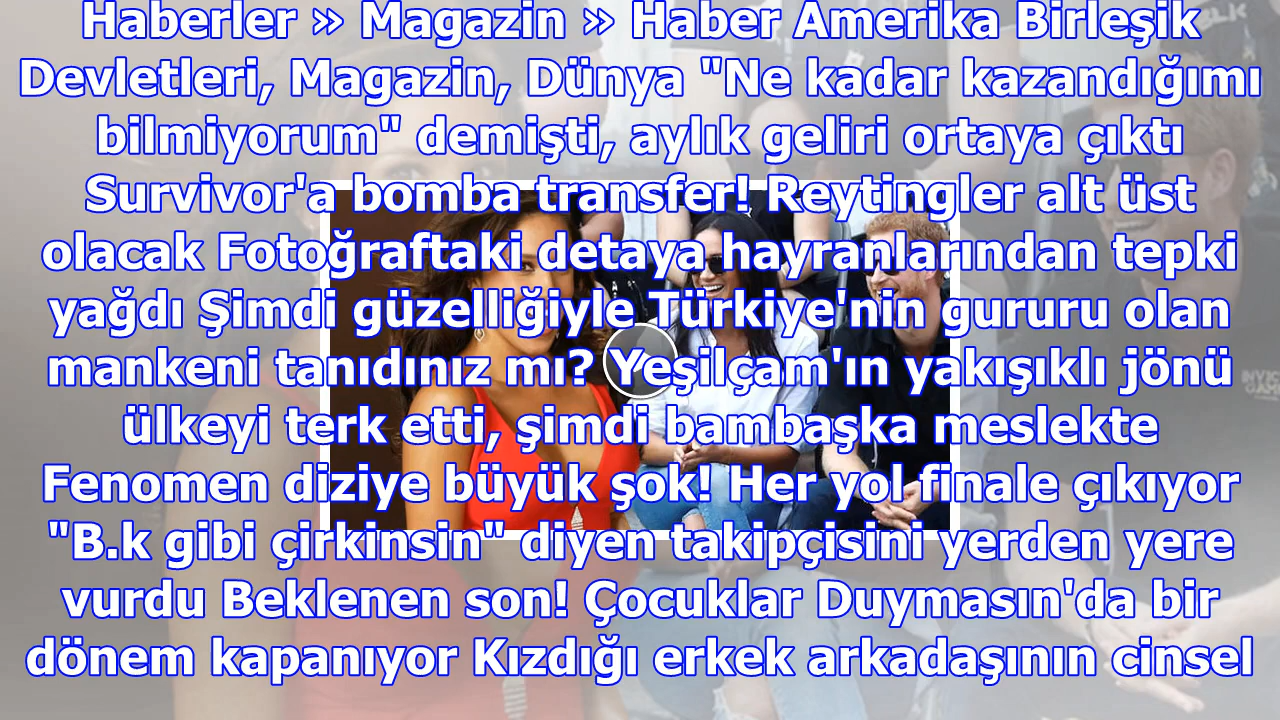 Haberler » Magazin » Haber Amerika Birleşik
Devletleri, Magazin, Dünya "Ne kadar kazandığımı
bilmiyorum" demişti, aylık geliri ortaya çıktı
Survivor'a bomba transfer! Reytingler alt üst
olacak Fotoğraftaki detaya hayranlarından tepki
yağdı Şimdi güzelliğiyle Türkiye'nin gururu olan
mankeni tanıdınız mı? Yeşilçam'ın yakışıklı jönü
ülkeyi terk etti, şimdi bambaşka meslekte
Fenomen diziye büyük şok! Her yol finale çıkıyor
"B.k gibi çirkinsin" diyen takipçisini yerden yere
vurdu Beklenen son! Çocuklar Duymasın'da bir
dönem kapanıyor Kızdığı erkek arkadaşının cinsel